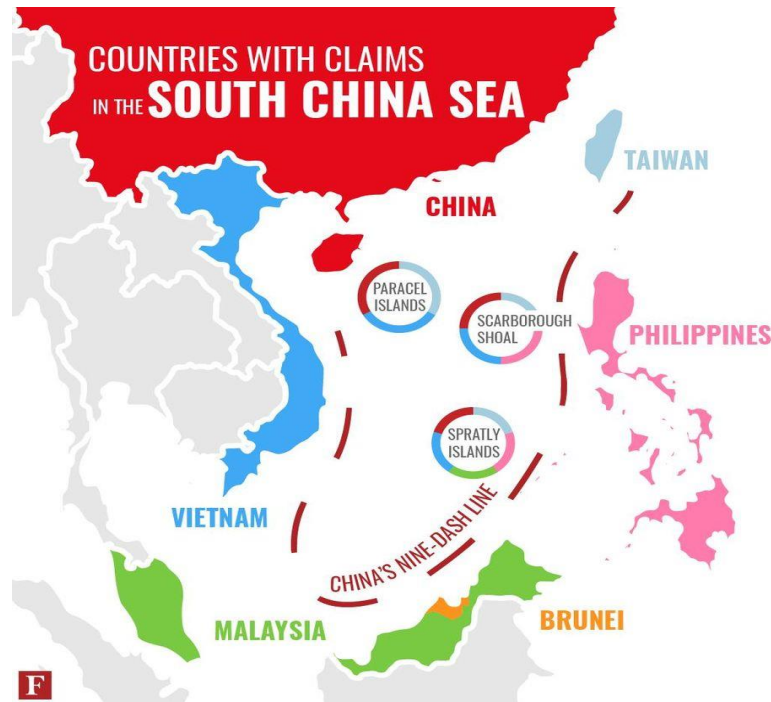 COUNTRIES WITH CLAIMS
IN THE SOUTH CHINA SEA
TAIWAN
CHINA
PARACEL
ISLANDS
SCARBOROUGH
SHOAL
PHILIPPINES
SPRATLY
ISLANDS
VIETNAM
CHINA'S NINE-DASH LINE
MALAYSIA
BRUNEI
F